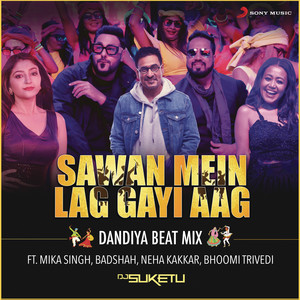 SONY MUSIC
SAWAN MEIN
LAG GAYI AAG
DANDIYA BEAT MIX
FT. MIKA SINGH, BADSHAH, NEHA KAKKAR, BHOOMI TRIVEDI
DJ SUKETU